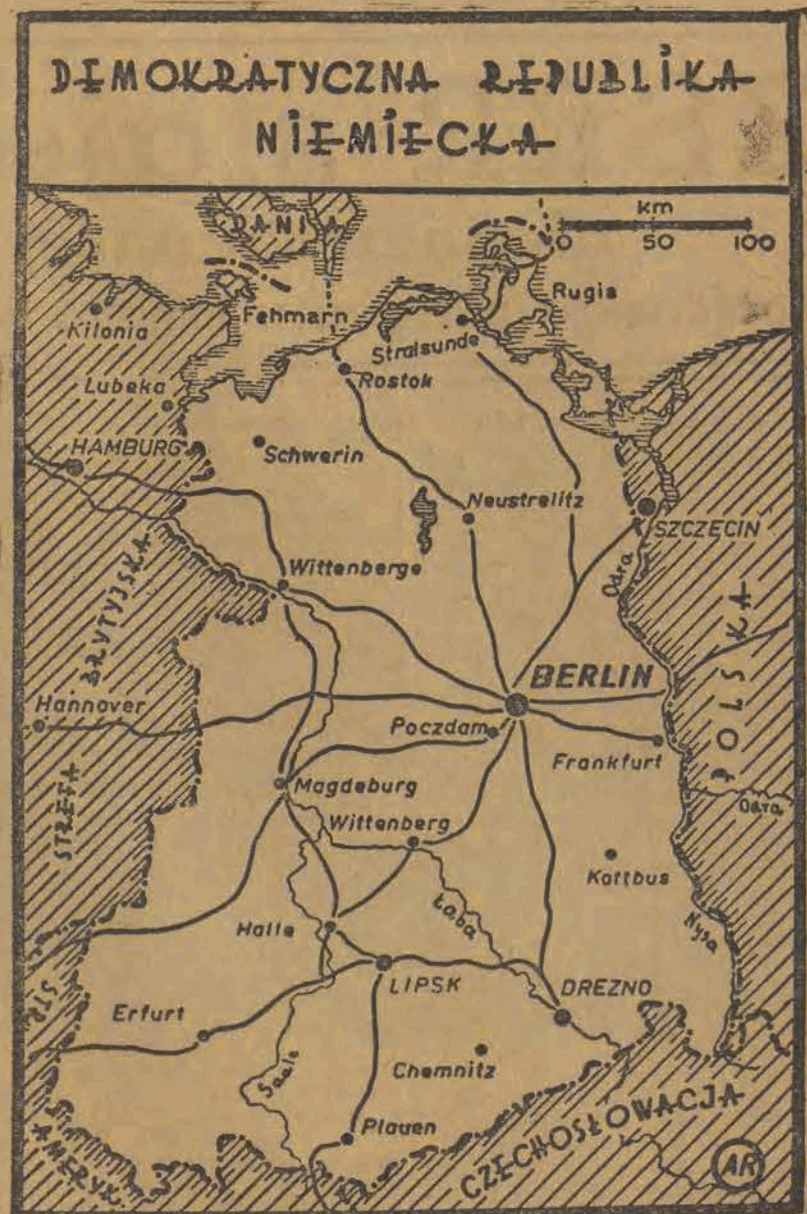 DEMOKRATYCZNA REPUBLIKA
NIEMIECKA
km
0 50 100
DANIA
Rugia
Fehmarn
Kilonia
Stralsunde
Rostok
Lubeka
HAMBURG
Schwerin
Neustrelitz
SZCZECIN
Odra
Wittenberge
BRYTYJSKA
STREFA
POLSKA
BERLIN
Hannover
Poczdam
Frankfurt
Magdeburg
Odra
Wittenberg
Kottbus
Łaba
Nysa
Halle
LIPSK
DREZNO
STR.
Erfurt
Saale
Chemnitz
Plauen
CZECHOSŁOWACJA
AMERYK.
AR